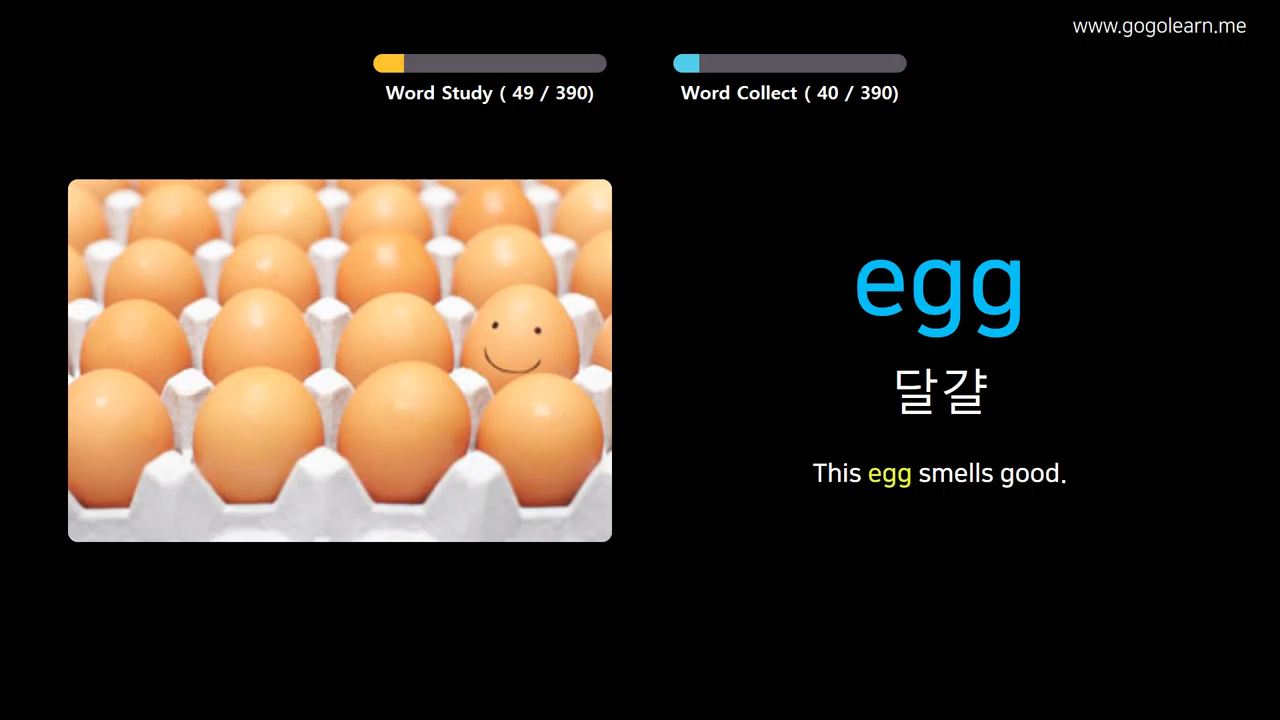 www.gogolearn.me
Word Study ( 49 / 390)
Word Collect ( 40 / 390)
egg
달걀
This egg smells good.